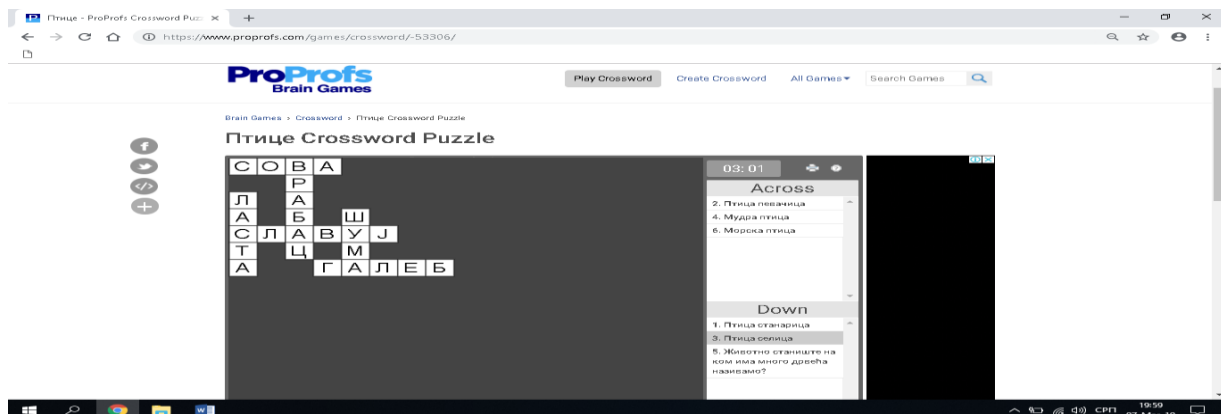 Птице - ProProfs Crossword Puz
https://www.proprofs.com/games/crossword/-53306/
ProProfs
Brain Games
Play Crossword Create Crossword All Games Search Games
Brain Games > Crossword > Птице Crossword Puzzle
Птице Crossword Puzzle
03:01
Across
2. Птица певачица
4. Мудра птица
6. Морска птица
Down
1. Птица станарица
3. Птица селица
5. Животно станиште на
ком има много дрвећа
називамо?
С О В А
Р
Л А
А Б Ш
С Л А В У Ј
Т Ц М
А Г А Л Е Б
СРП
19:59